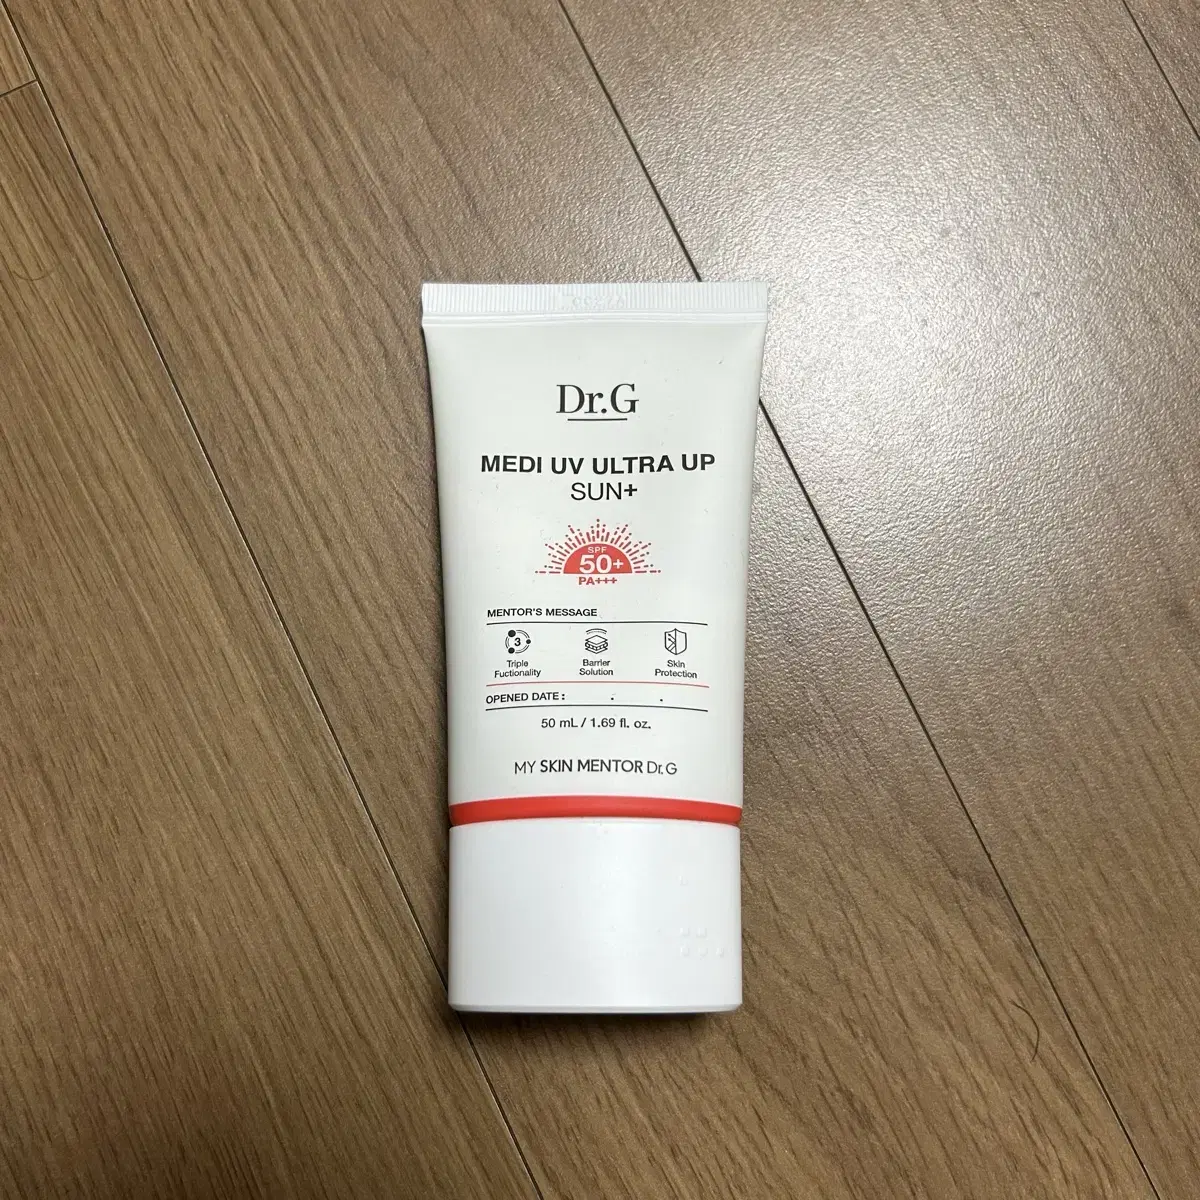 Dr.G
MEDI UV ULTRA UP
SUN+
SPF
50+
PA+++
MENTOR'S MESSAGE
3
Triple
Fuctionality
Barrier
Solution
Skin
Protection
OPENED DATE : . .
50 mL / 1.69 fl. oz.
MY SKIN MENTOR Dr.G